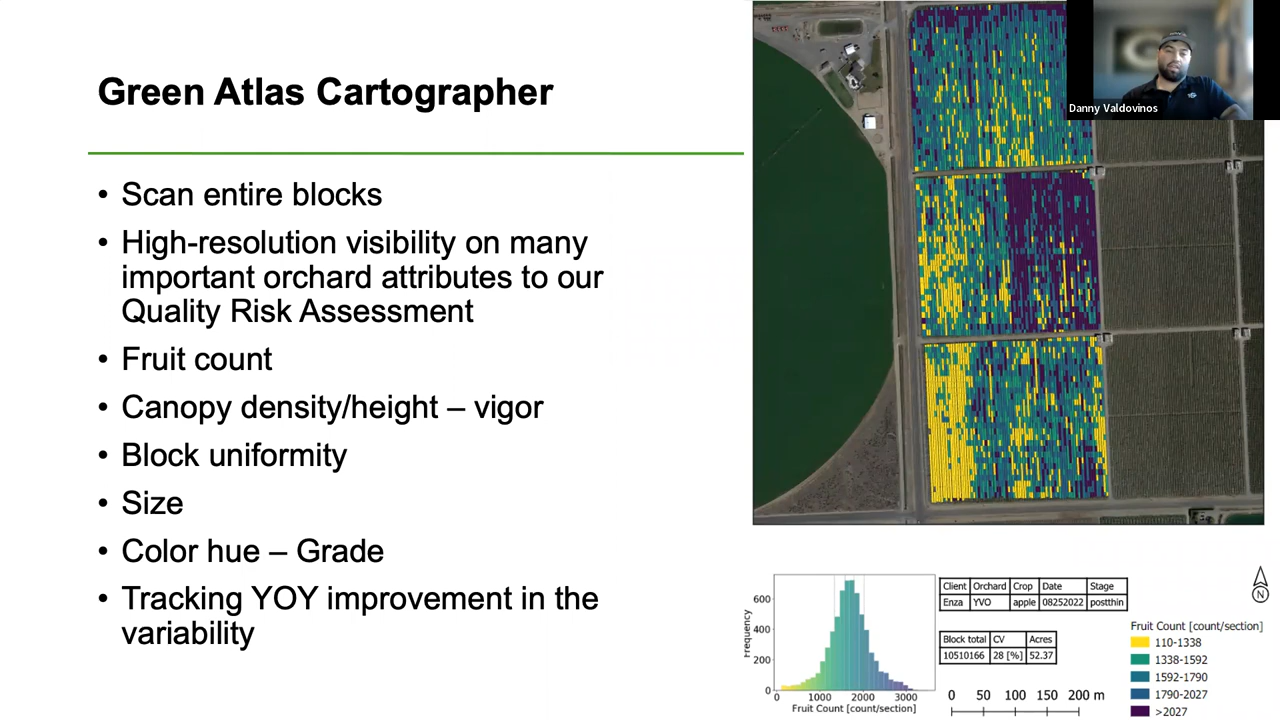 Green Atlas Cartographer
• Scan entire blocks
• High-resolution visibility on many
important orchard attributes to our
Quality Risk Assessment
• Fruit count
• Canopy density/height – vigor
• Block uniformity
• Size
• Color hue – Grade
• Tracking YOY improvement in the
variability
Danny Valdovinos
Frequency
600
400
200
0
0 1000 2000 3000
Fruit Count [count/section]
Client Orchard Crop Date Stage
Enza YVO apple 08252022 postthin
Block total CV Acres
10510166 28 [%] 52.37
0 50 100 150 200 m
N
Fruit Count [count/section]
110-1338
1338-1592
1592-1790
1790-2027
>2027